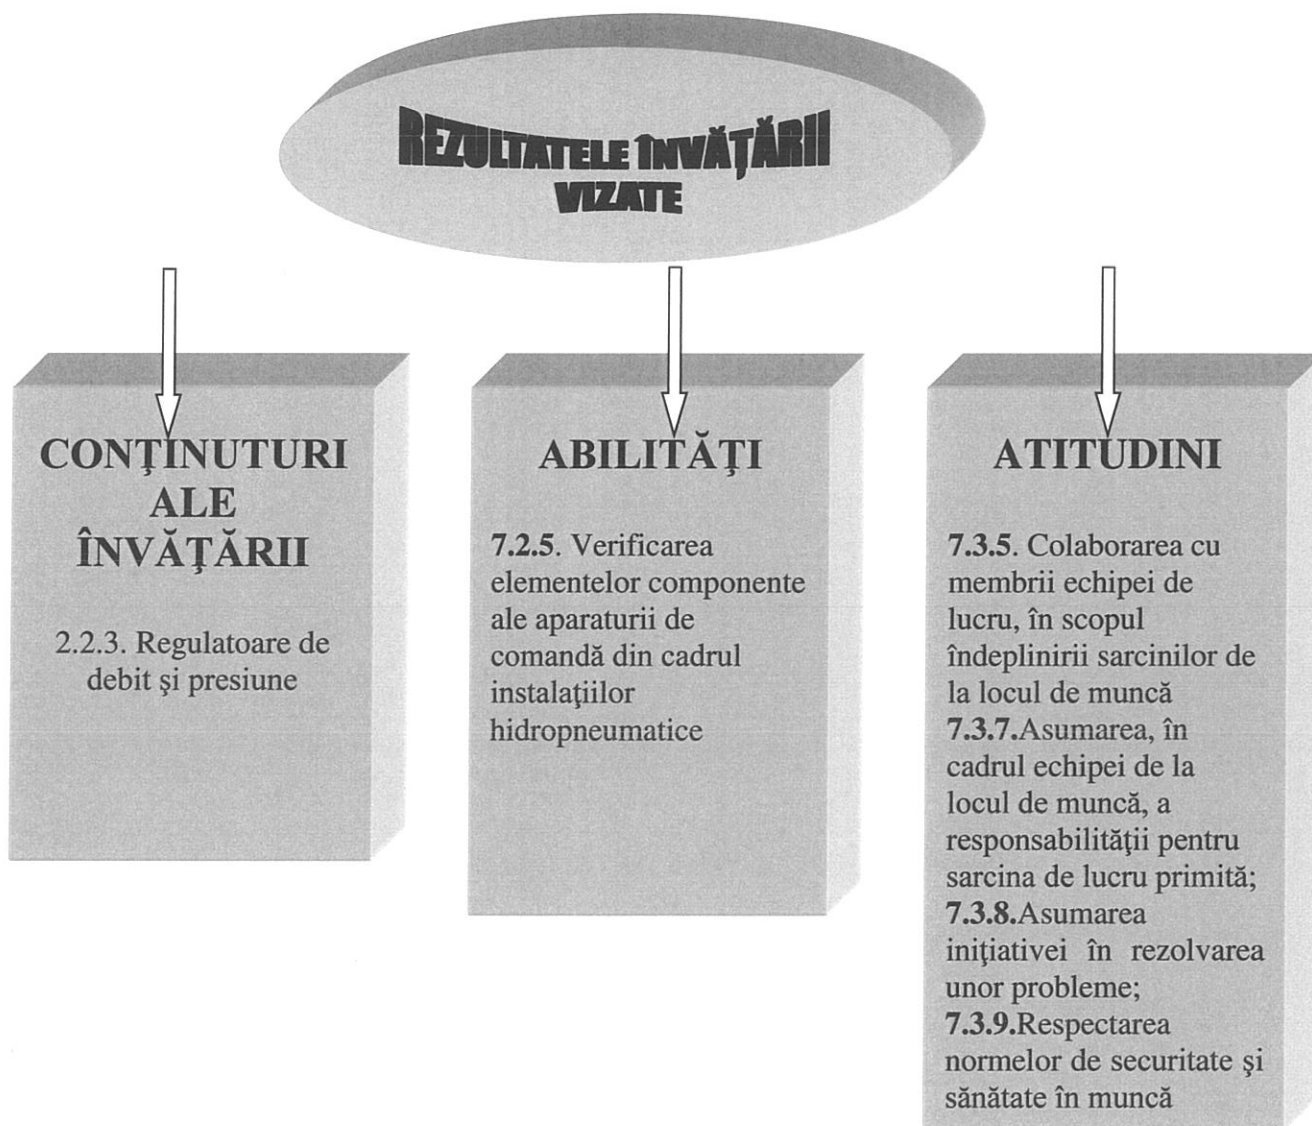 REZULTATELE ÎNVĂŢĂRII
VIZATE
CONŢINUTURI
ALE
ÎNVĂŢĂRII
2.2.3. Regulatoare de
debit şi presiune
ABILITĂŢI
7.2.5. Verificarea
elementelor componente
ale aparaturii de
comandă din cadrul
instalaţiilor
hidropneumatice
ATITUDINI
7.3.5. Colaborarea cu
membrii echipei de
lucru, în scopul
îndeplinirii sarcinilor de
la locul de muncă
7.3.7.Asumarea, în
cadrul echipei de la
locul de muncă, a
responsabilităţii pentru
sarcina de lucru primită;
7.3.8.Asumarea
iniţiativei în rezolvarea
unor probleme;
7.3.9.Respectarea
normelor de securitate şi
sănătate în muncă